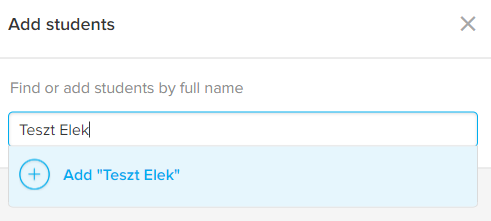 Add students
Find or add students by full name
Teszt Elek
Add "Teszt Elek"